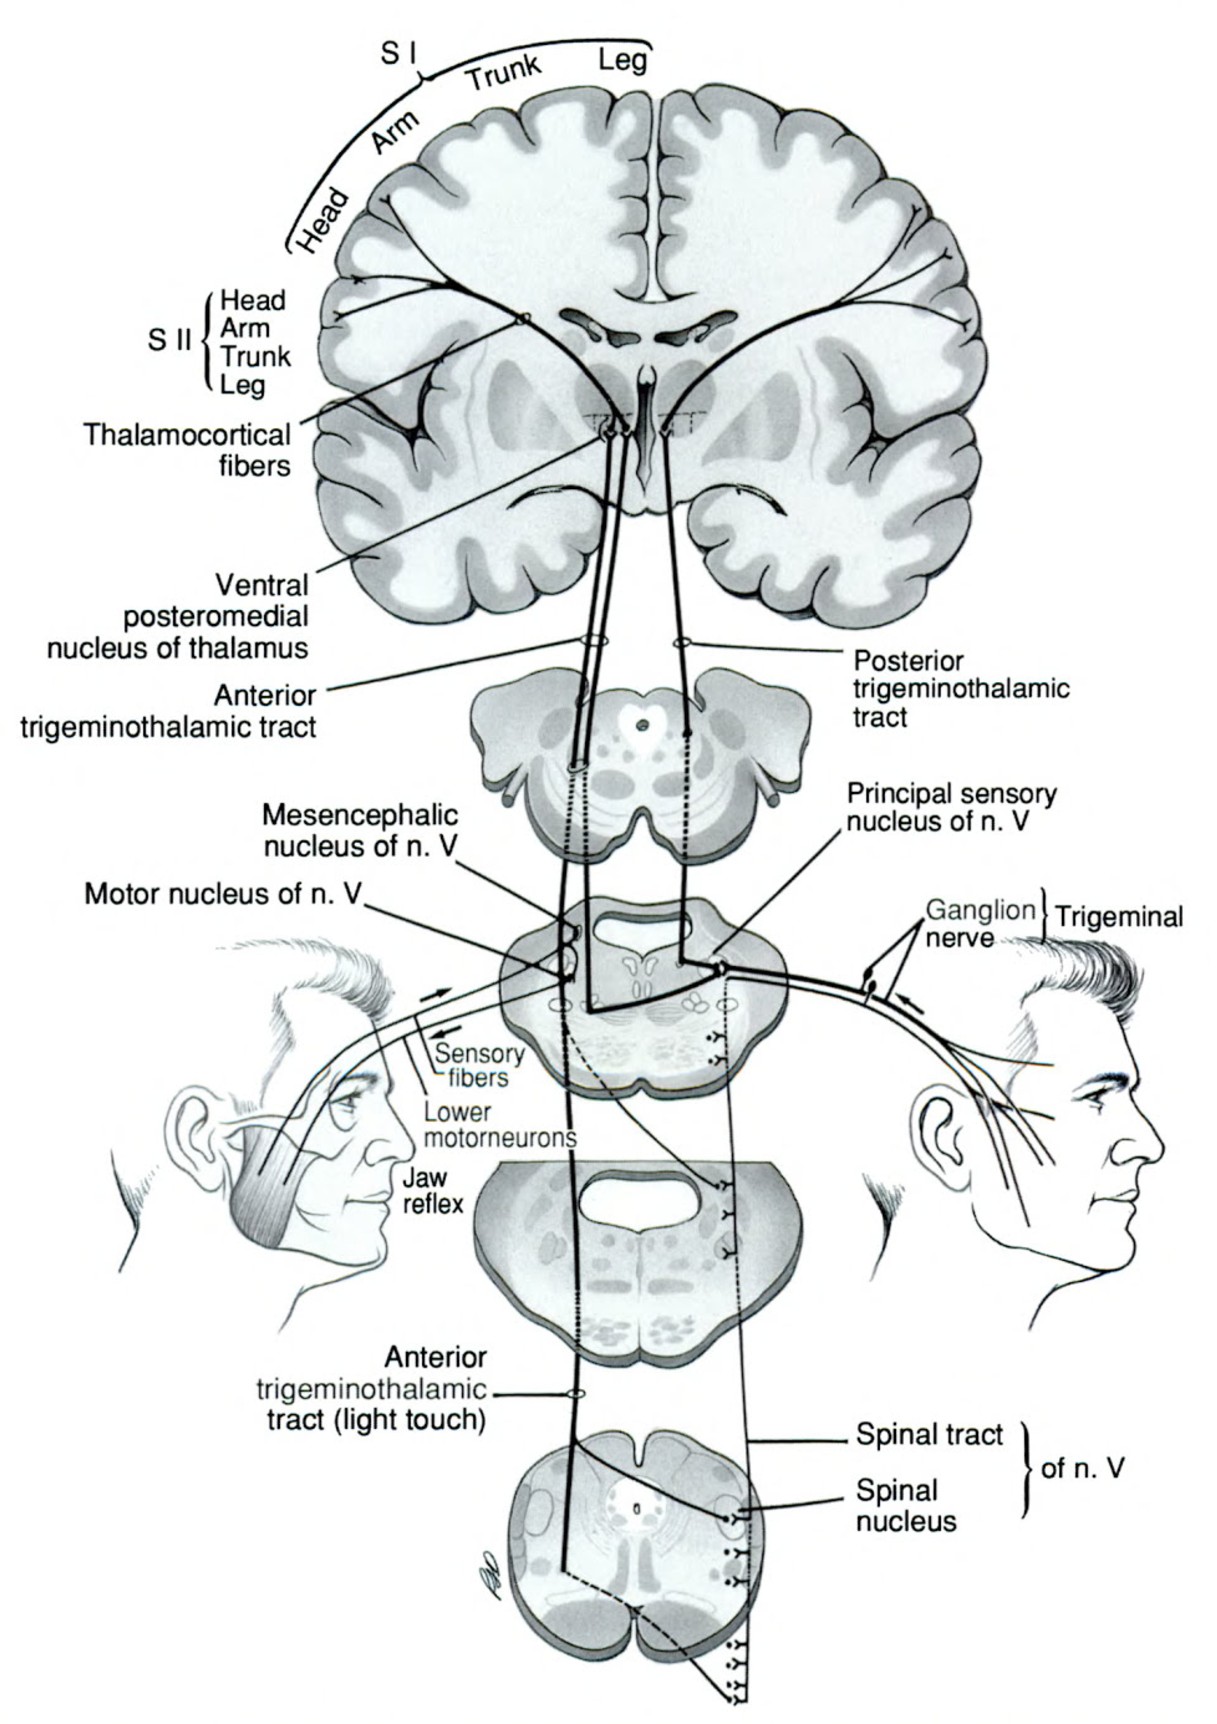 S I
Leg
Trunk
Arm
Head
S II
Head
Arm
Trunk
Leg
Thalamocortical
fibers
Ventral
posteromedial
nucleus of thalamus
Anterior
trigeminothalamic tract
Posterior
trigeminothalamic
tract
Mesencephalic
nucleus of n. V
Principal sensory
nucleus of n. V
Motor nucleus of n. V
Ganglion
nerve
Trigeminal
Sensory
fibers
Lower
motorneurons
Jaw
reflex
Anterior
trigeminothalamic
tract (light touch)
Spinal tract
Spinal
nucleus
of n. V